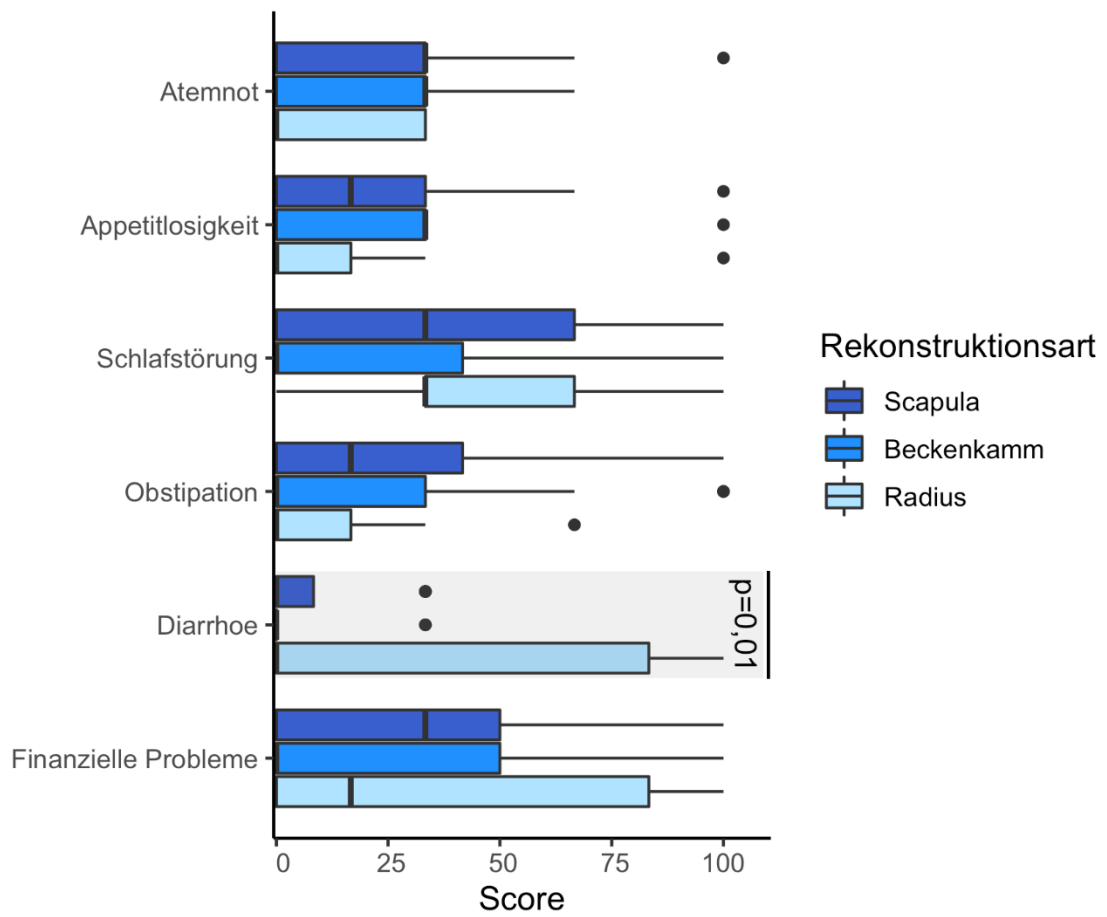 Atemnot
Appetitlosigkeit
Schlafstörung
Obstipation
Diarrhoe
Finanzielle Probleme
p=0,01
0 25 50 75 100
Score
Rekonstruktionsart
Scapula
Beckenkamm
Radius